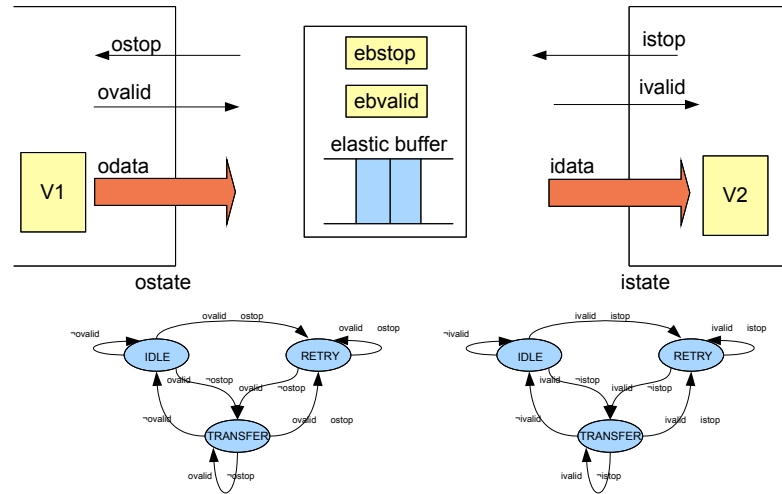 ostop
ebstop
istop
ovalid
ebvalid
ivalid
elastic buffer
V1
odata
idata
V2
ostate
istate
ovalid ostop
ivalid istop
¬ovalid
ovalid ostop
¬ivalid
ivalid istop
IDLE
RETRY
IDLE
RETRY
ovalid ¬ostop
ovalid ¬ostop
ivalid ¬istop
ivalid ¬istop
¬ovalid
ovalid ostop
¬ivalid
ivalid istop
TRANSFER
TRANSFER
ovalid ¬ostop
ivalid ¬istop